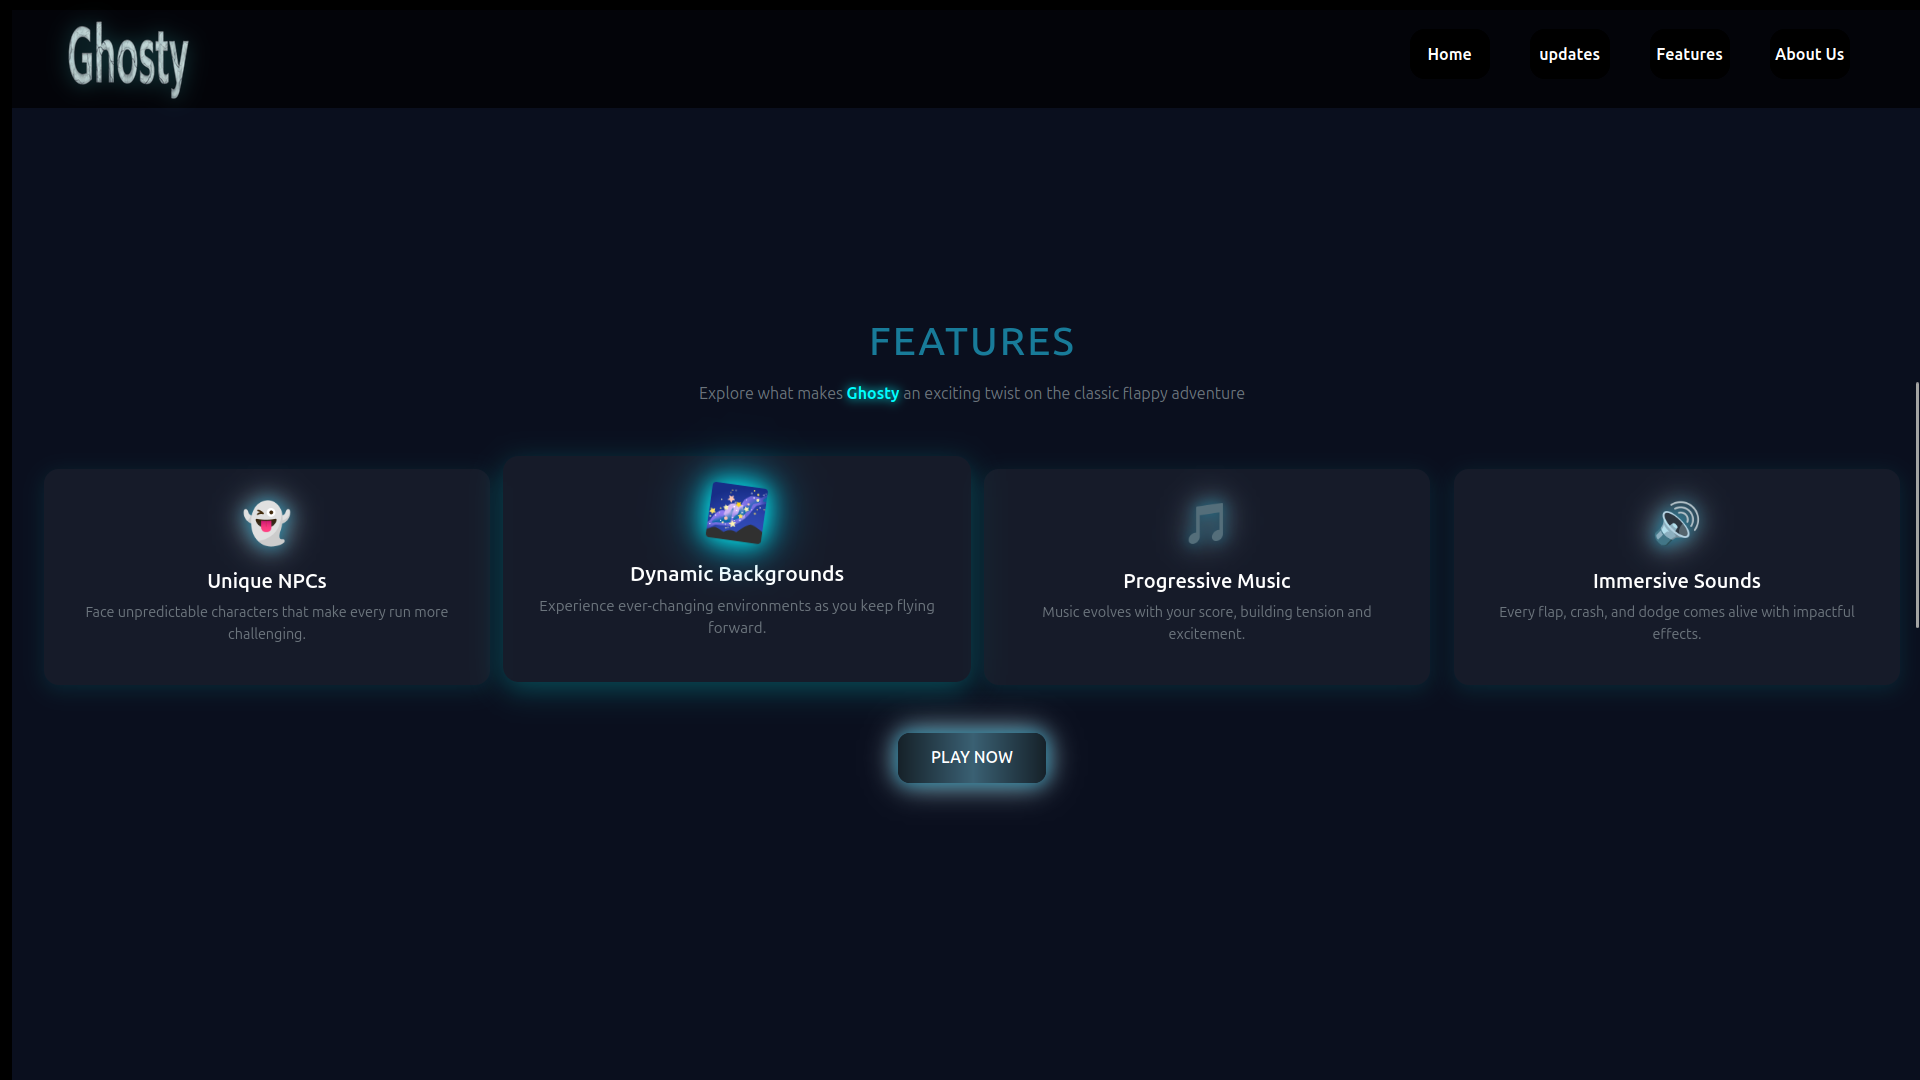 Ghosty
Home
updates
Features
About Us
FEATURES
Explore what makes Ghosty an exciting twist on the classic flappy adventure
Unique NPCs
Face unpredictable characters that make every run more
challenging.
Dynamic Backgrounds
Experience ever-changing environments as you keep flying
forward.
Progressive Music
Music evolves with your score, building tension and
excitement.
Immersive Sounds
Every flap, crash, and dodge comes alive with impactful
effects.
PLAY NOW